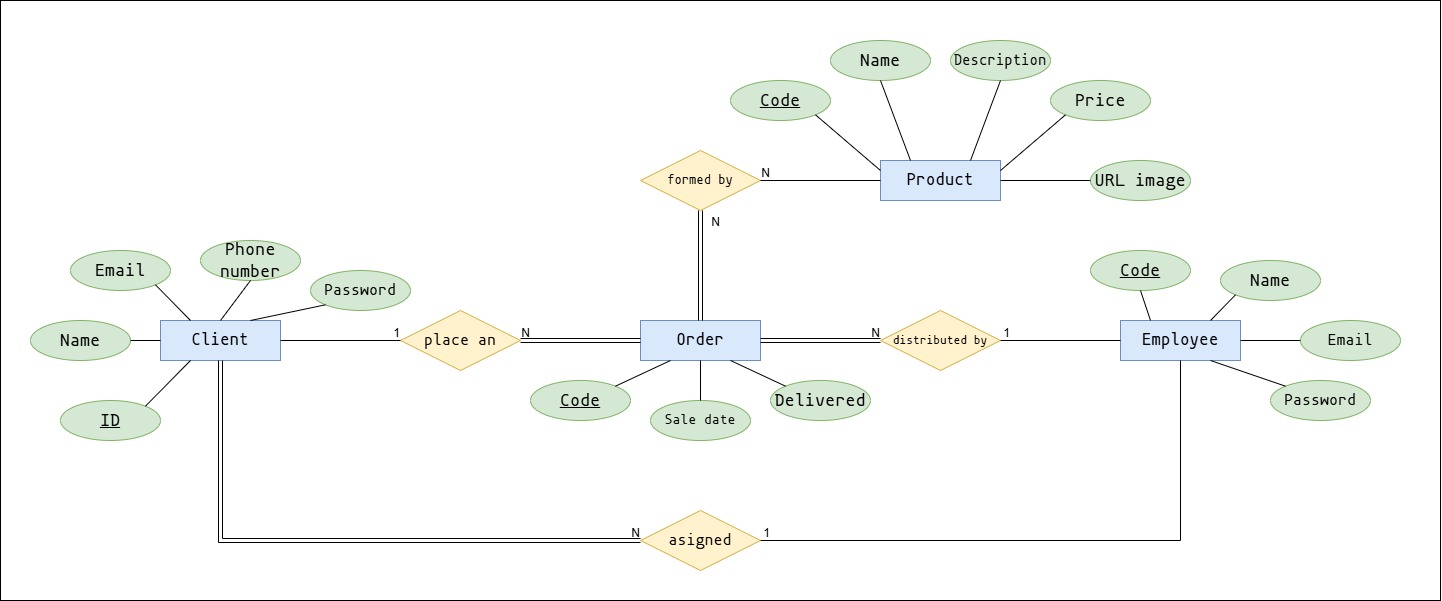 Name
Description
Code
Price
formed by
N
Product
URL image
N
Phone
number
Email
Password
Code
Name
Name
Client
1
place an
N
Order
N
distributed by
1
Employee
Email
ID
Code
Sale date
Delivered
Password
N
asigned
1